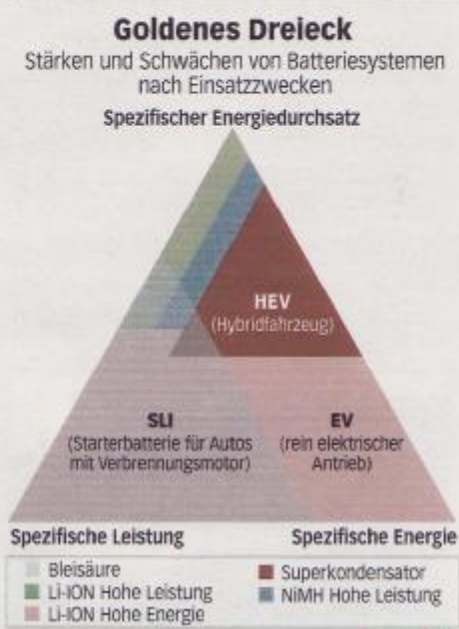 Goldenes Dreieck
Stärken und Schwächen von Batteriesystemen
nach Einsatzzwecken
Spezifischer Energiedurchsatz
HEV
(Hybridfahrzeug)
SLI
(Starterbatterie für Autos
mit Verbrennungsmotor)
EV
(rein elektrischer
Antrieb)
Spezifische Leistung
Spezifische Energie
Bleisäure
Li-ION Hohe Leistung
Li-ION Hohe Energie
Superkondensator
NiMH Hohe Leistung